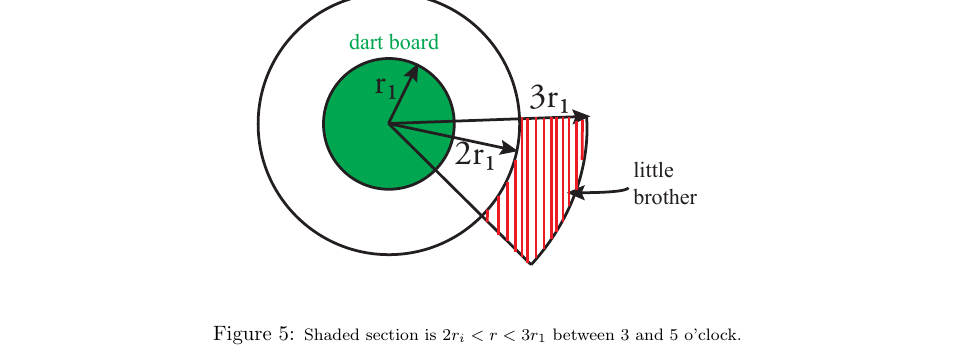 dart board
r₁
3r₁
2r₁
little
brother
Figure 5: Shaded section is 2rᵢ < r < 3r₁ between 3 and 5 o'clock.